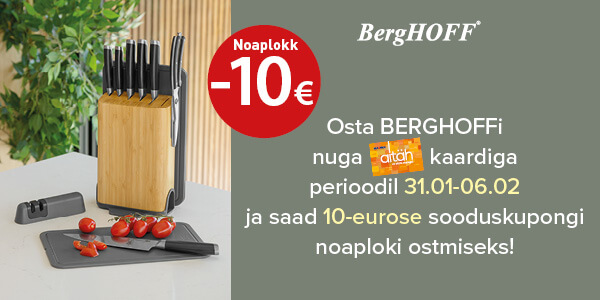 Noaplokk
-10€
BergHOFF®
Osta BERGHOFFi
nuga aitäh kaardiga
perioodil 31.01-06.02
ja saad 10-eurose sooduskupongi
noaploki ostmiseks!